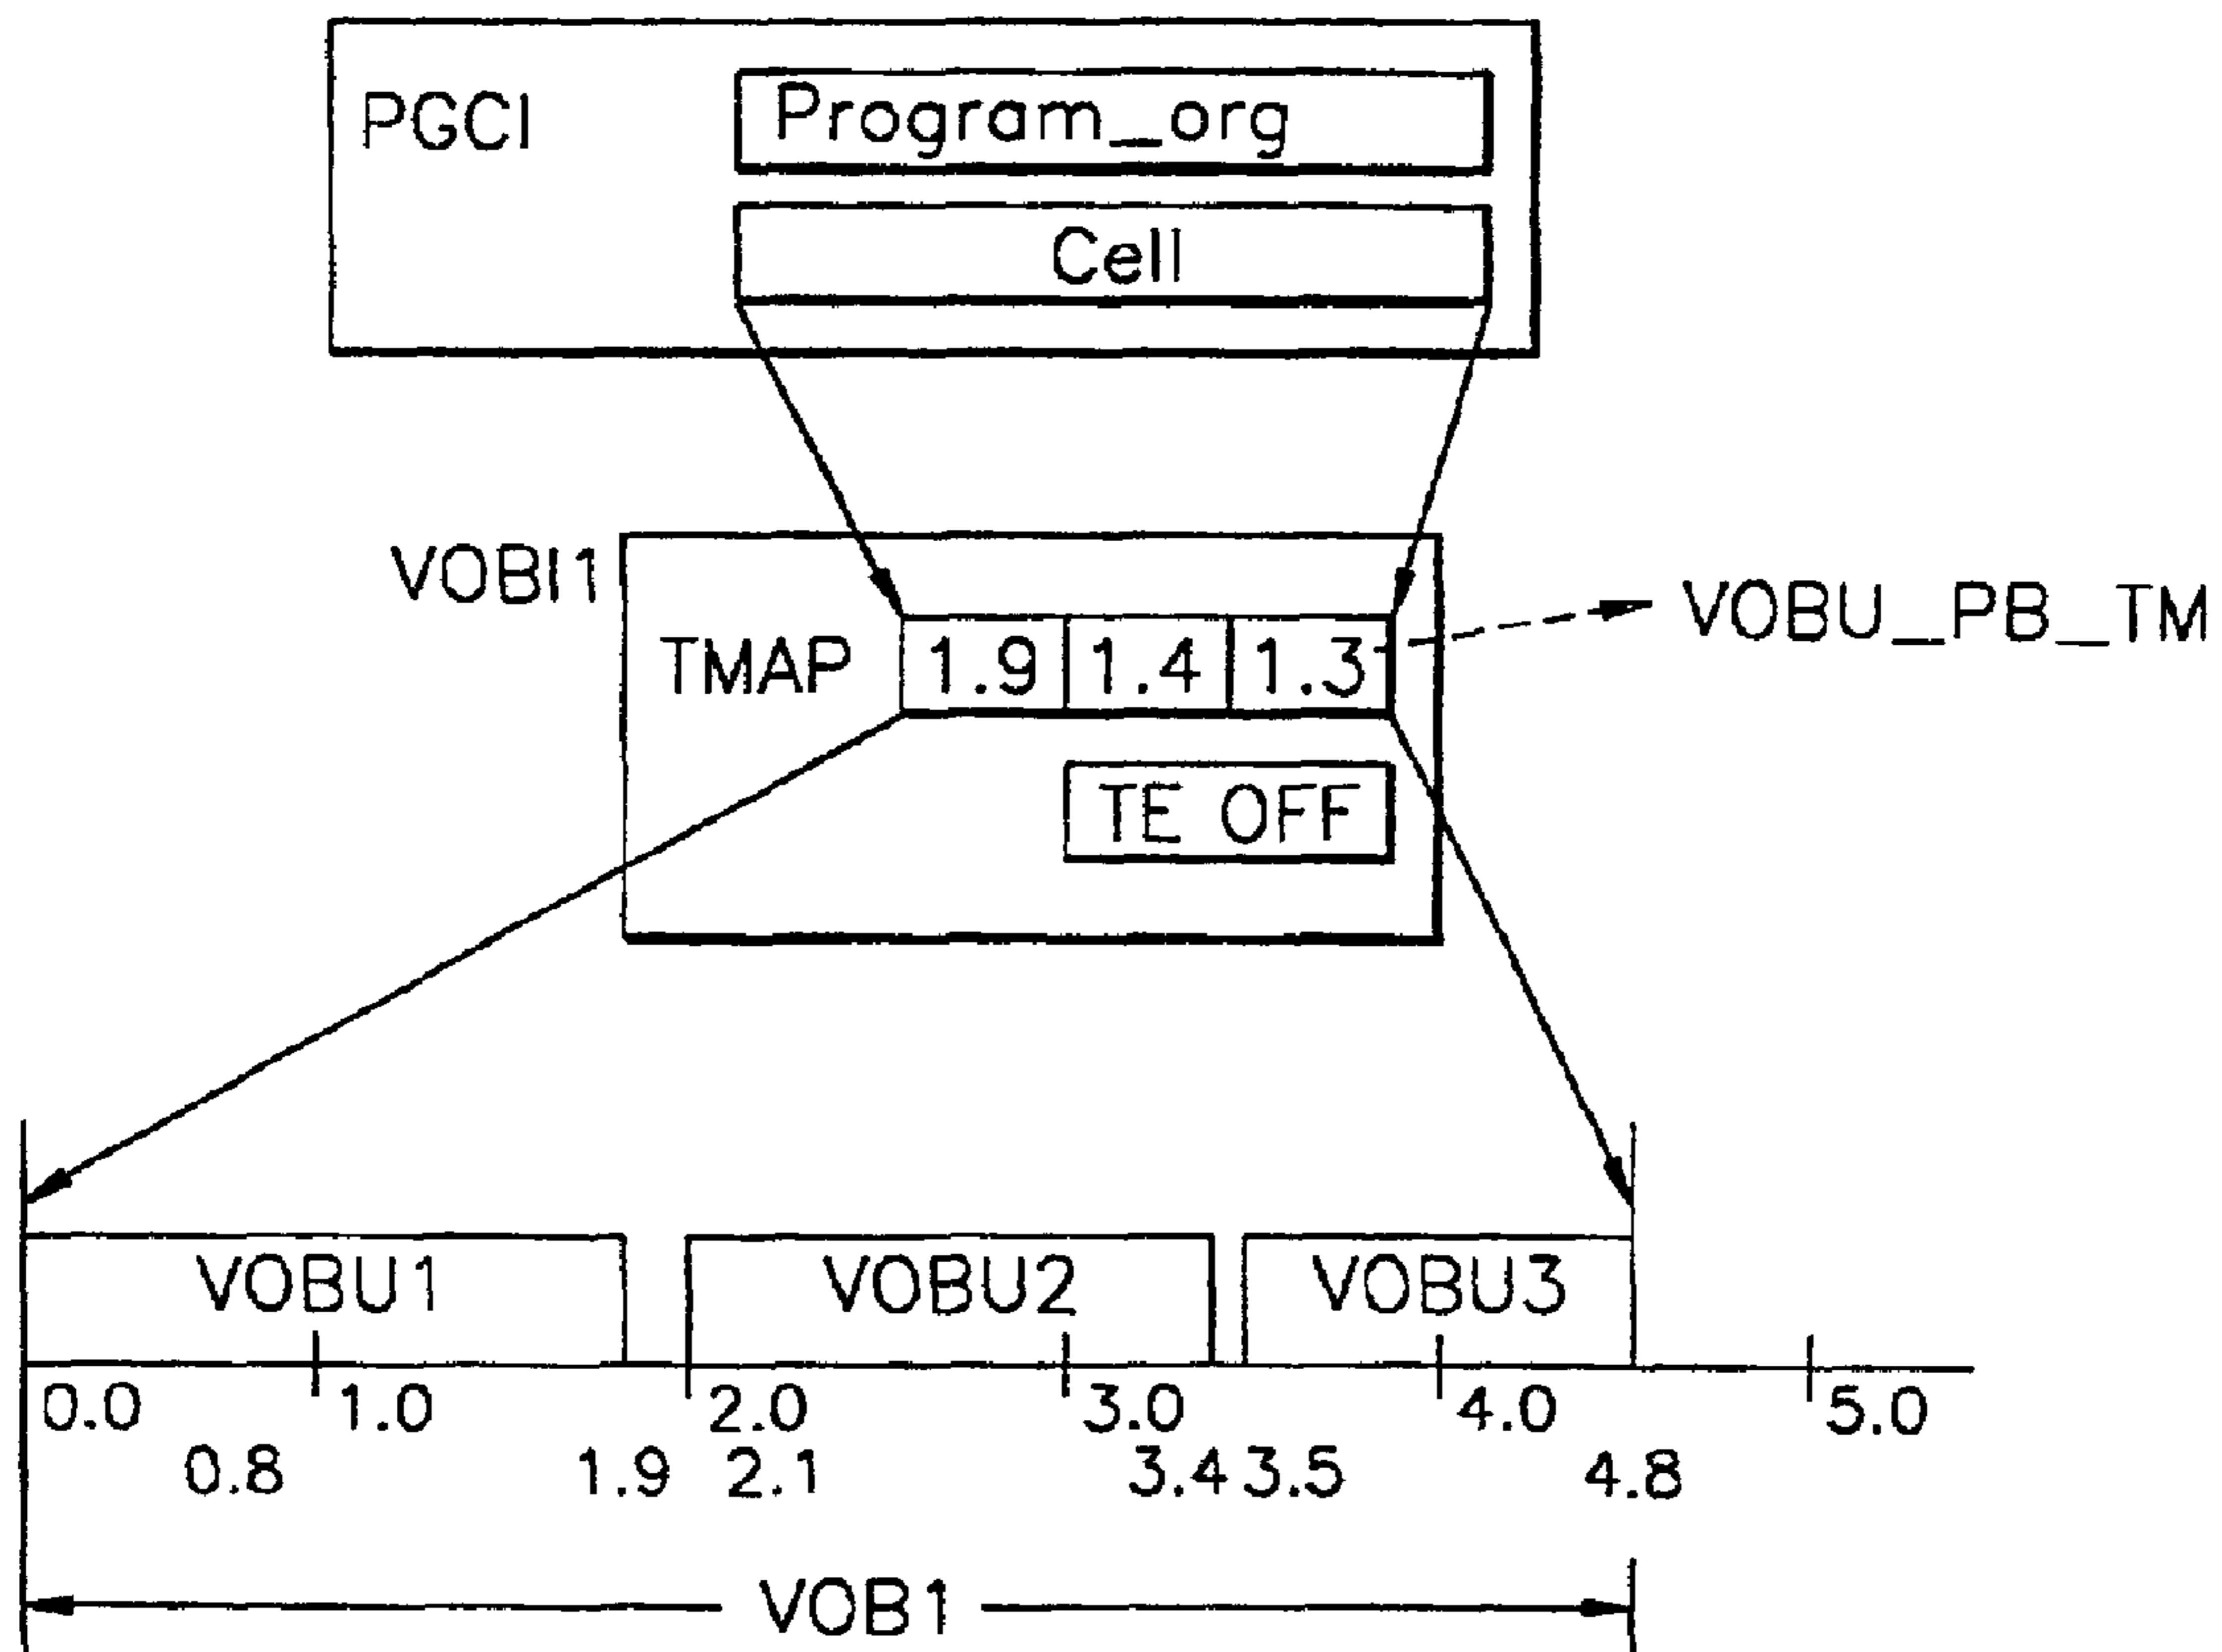 PGCI
Program_org
Cell
VOBI1
TMAP 1.9 1.4 1.3
VOBU_PB_TM
TE OFF
VOBU1 VOBU2 VOBU3
0.0 1.0 2.0 3.0 4.0 5.0
0.8 1.9 2.1 3.4 3.5 4.8
VOB1